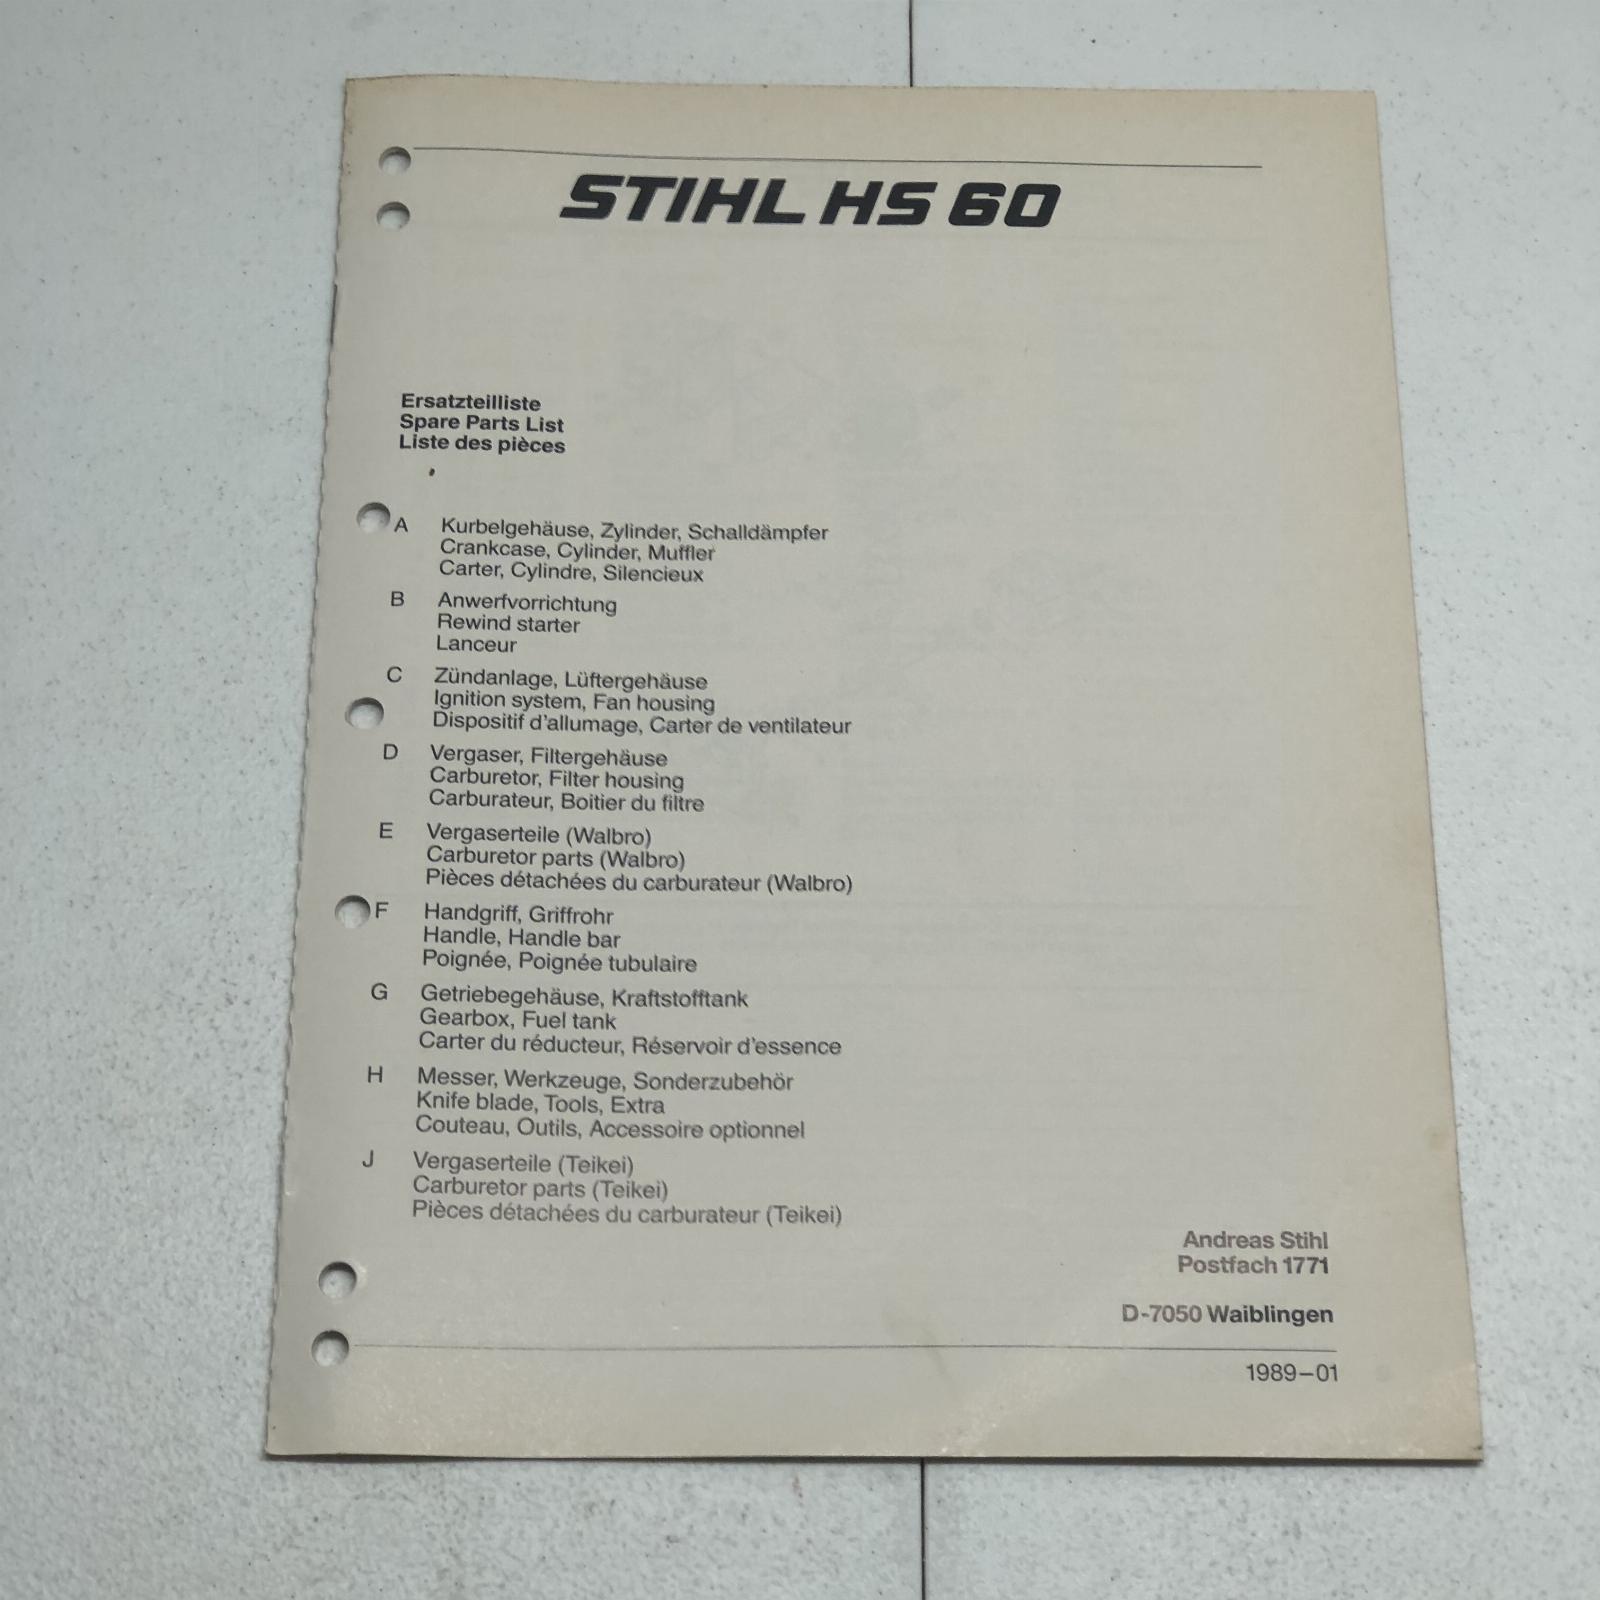 STIHL HS 60
Ersatzteilliste
Spare Parts List
Liste des pièces
A Kurbelgehäuse, Zylinder, Schalldämpfer
Crankcase, Cylinder, Muffler
Carter, Cylindre, Silencieux
B Anwerfvorrichtung
Rewind starter
Lanceur
C Zündanlage, Lüftergehäuse
Ignition system, Fan housing
Dispositif d'allumage, Carter de ventilateur
D Vergaser, Filtergehäuse
Carburetor, Filter housing
Carburateur, Boitier du filtre
E Vergaserteile (Walbro)
Carburetor parts (Walbro)
Pièces détachées du carburateur (Walbro)
F Handgriff, Griffrohr
Handle, Handle bar
Poignée, Poignée tubulaire
G Getriebegehäuse, Kraftstofftank
Gearbox, Fuel tank
Carter du réducteur, Réservoir d'essence
H Messer, Werkzeuge, Sonderzubehör
Knife blade, Tools, Extra
Couteau, Outils, Accessoire optionnel
J Vergaserteile (Teikei)
Carburetor parts (Teikei)
Pièces détachées du carburateur (Teikei)
Andreas Stihl
Postfach 1771
D-7050 Waiblingen
1989–01